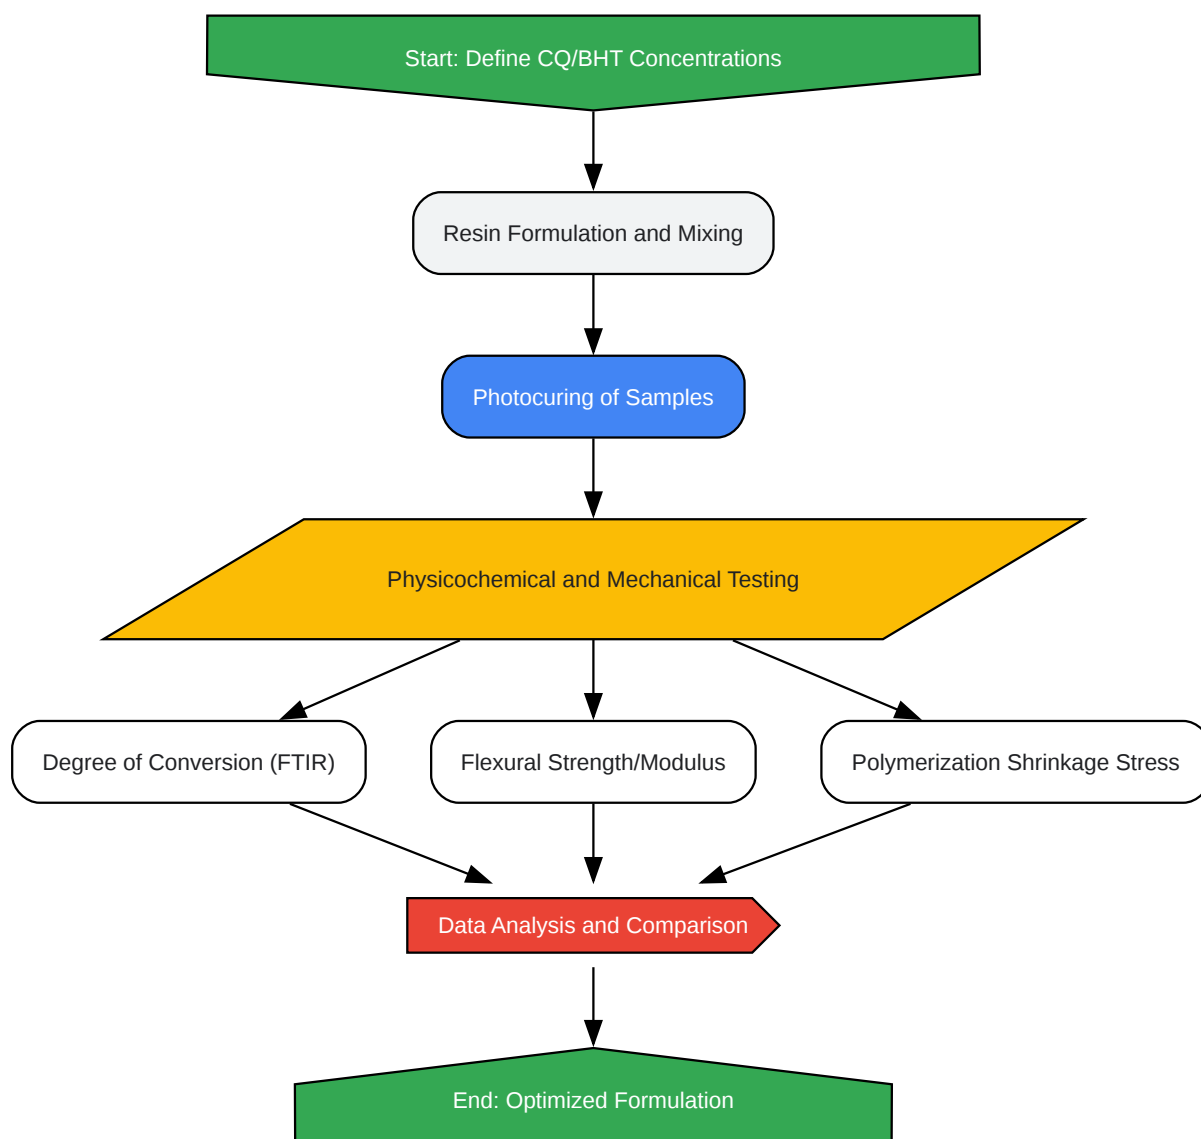 Start: Define CQ/BHT Concentrations
Resin Formulation and Mixing
Photocuring of Samples
Physicochemical and Mechanical Testing
Degree of Conversion (FTIR)
Flexural Strength/Modulus
Polymerization Shrinkage Stress
Data Analysis and Comparison
End: Optimized Formulation